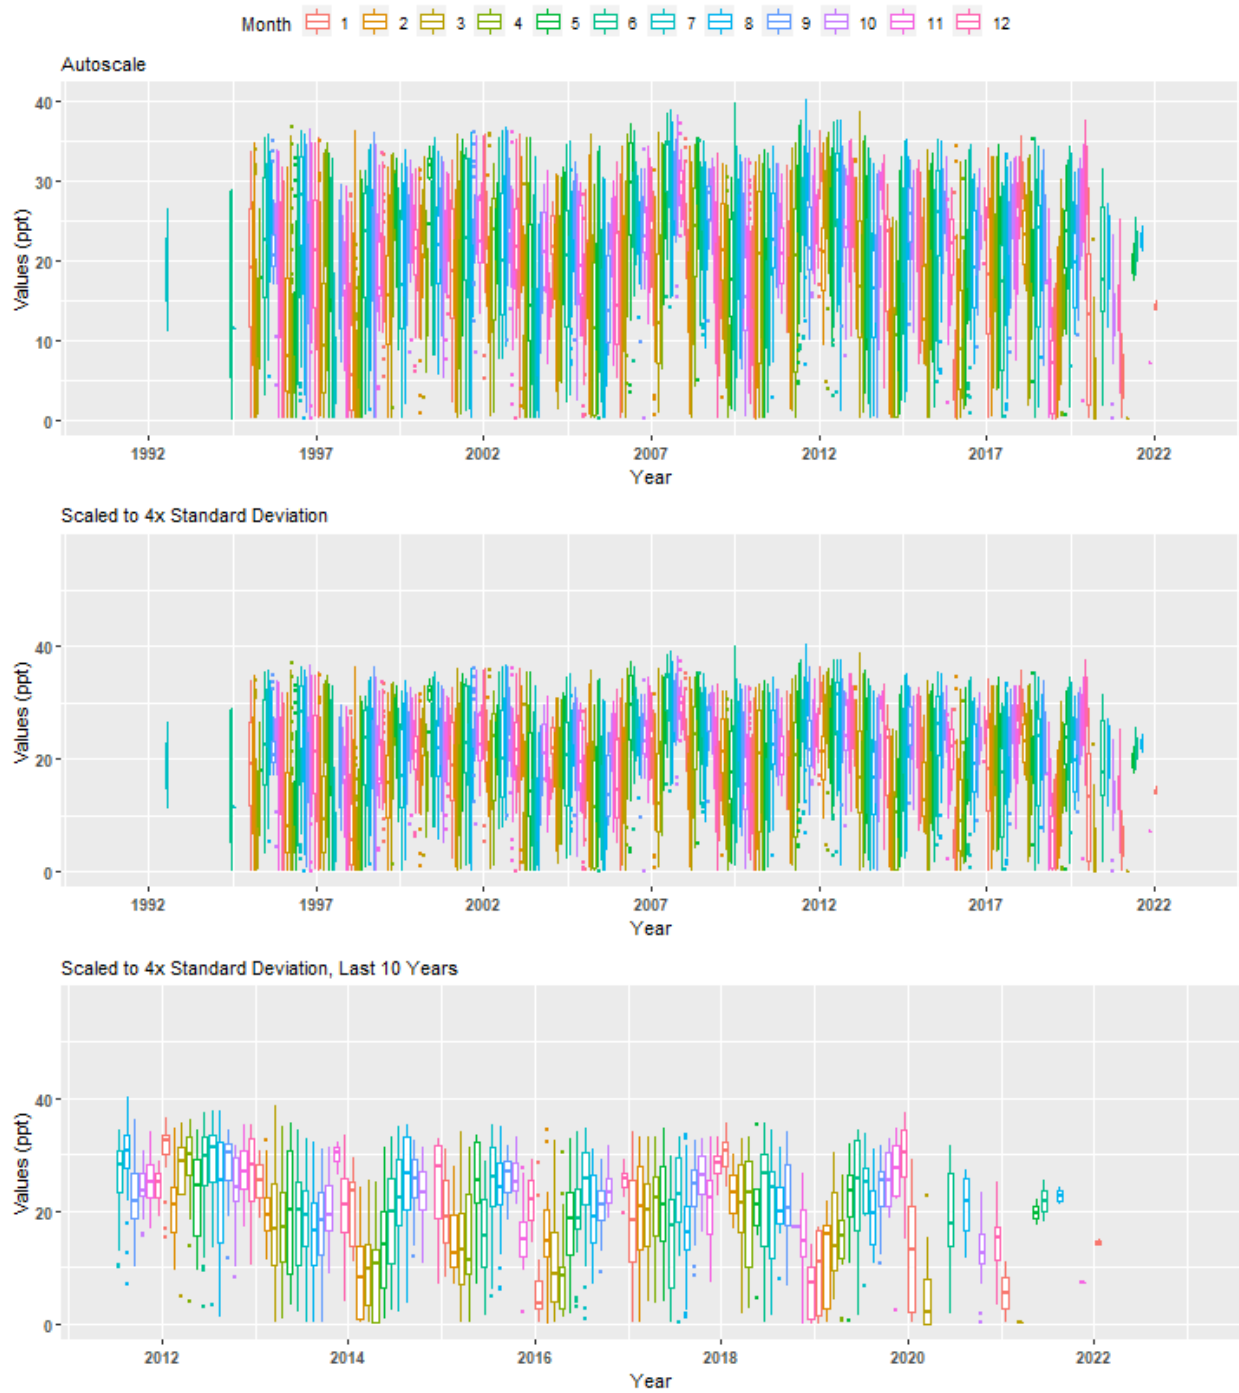 Month 1 2 3 4 5 6 7 8 9 10 11 12
Autoscale
Values (ppt)
40
30
20
10
0
1992 1997 2002 2007 2012 2017 2022
Year
Scaled to 4x Standard Deviation
Values (ppt)
40
20
0
1992 1997 2002 2007 2012 2017 2022
Year
Scaled to 4x Standard Deviation, Last 10 Years
Values (ppt)
40
20
0
2012 2014 2016 2018 2020 2022
Year